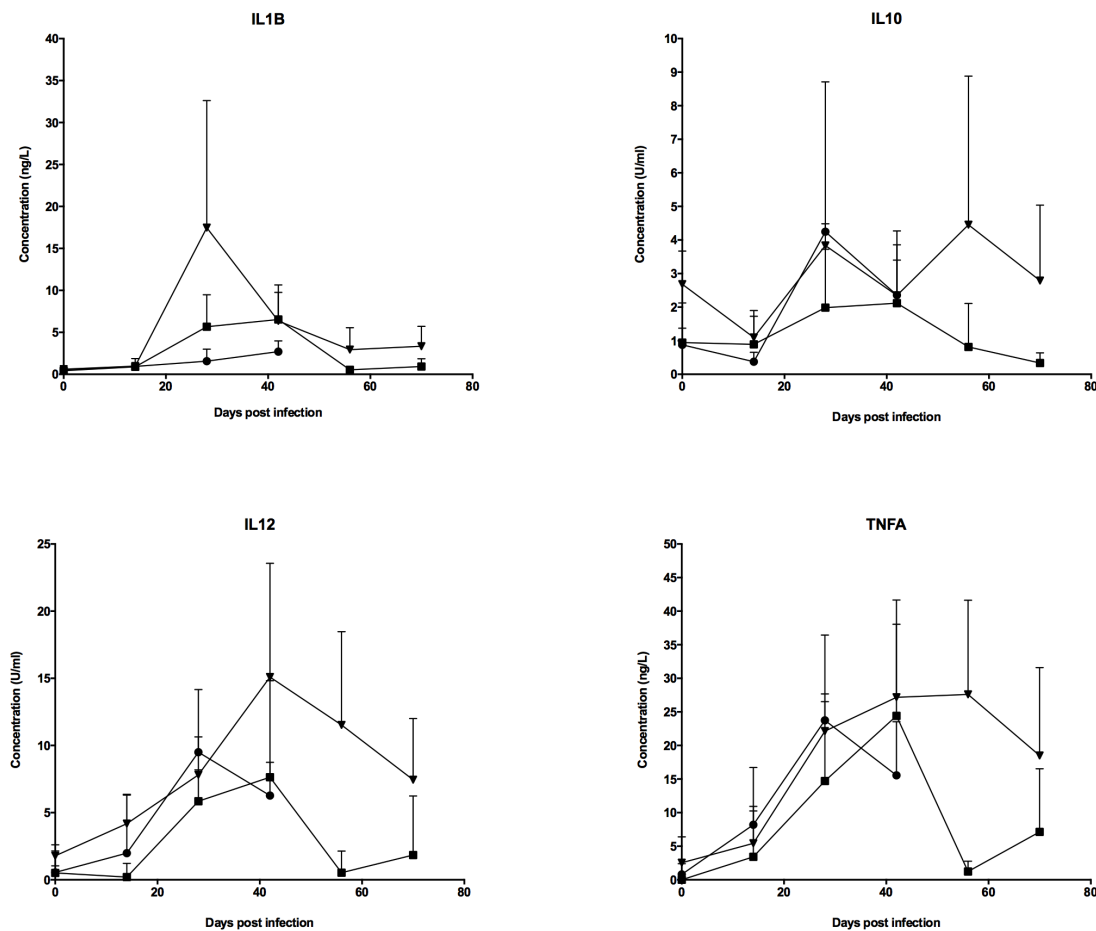 IL1B
40
35
30
25
20
15
10
5
0
Concentration (ng/L)
0 20 40 60 80
Days post infection
IL10
10
9
8
7
6
5
4
3
2
1
0
Concentration (U/ml)
0 20 40 60 80
Days post infection
IL12
25
20
15
10
5
0
Concentration (U/ml)
0 20 40 60 80
Days post infection
TNFA
50
45
40
35
30
25
20
15
10
5
0
Concentration (ng/L)
0 20 40 60 80
Days post infection